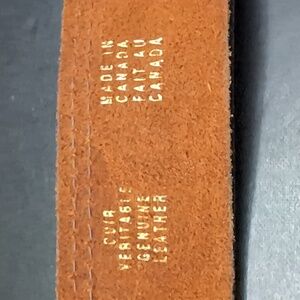 MADE IN
CANADA
FAIT AU
CANADA
CUIR
VERITABLE
GENUINE
LEATHER